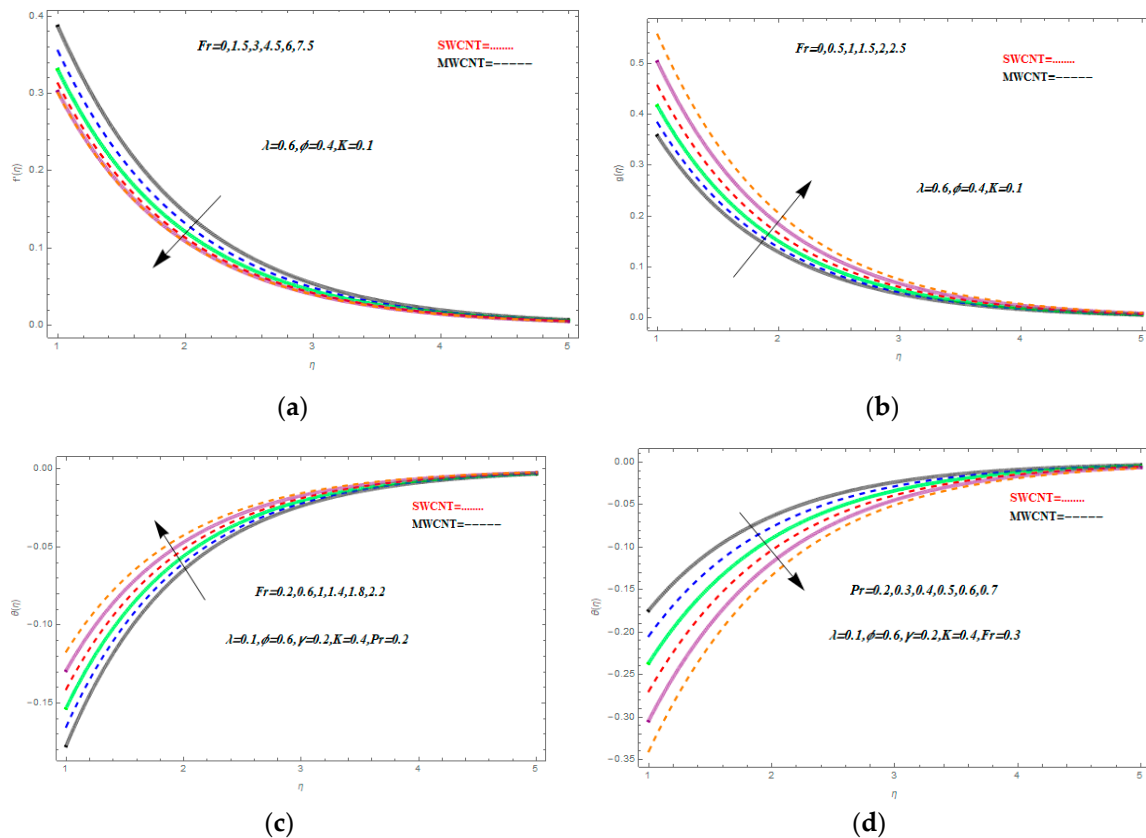 Fr=0,1.5,3,4.5,6,7.5
SWCNT=........
MWCNT=-----
λ=0.6,ϕ=0.4,K=0.1
f'(η)
0.4
0.3
0.2
0.1
0.0
1 2 3 4 5
η
(a)
Fr=0,0.5,1,1.5,2,2.5
SWCNT=........
MWCNT=-----
λ=0.6,ϕ=0.4,K=0.1
g(η)
0.5
0.4
0.3
0.2
0.1
0.0
1 2 3 4 5
η
(b)
0.00
-0.05
-0.10
-0.15
θ(η)
SWCNT=........
MWCNT=-----
Fr=0.2,0.6,1,1.4,1.8,2.2
λ=0.1,ϕ=0.6,γ=0.2,K=0.4,Pr=0.2
1 2 3 4 5
η
(c)
0.00
-0.05
-0.10
-0.15
-0.20
-0.25
-0.30
-0.35
θ(η)
SWCNT=........
MWCNT=-----
Pr=0.2,0.3,0.4,0.5,0.6,0.7
λ=0.1,ϕ=0.6,γ=0.2,K=0.4,Fr=0.3
1 2 3 4 5
η
(d)